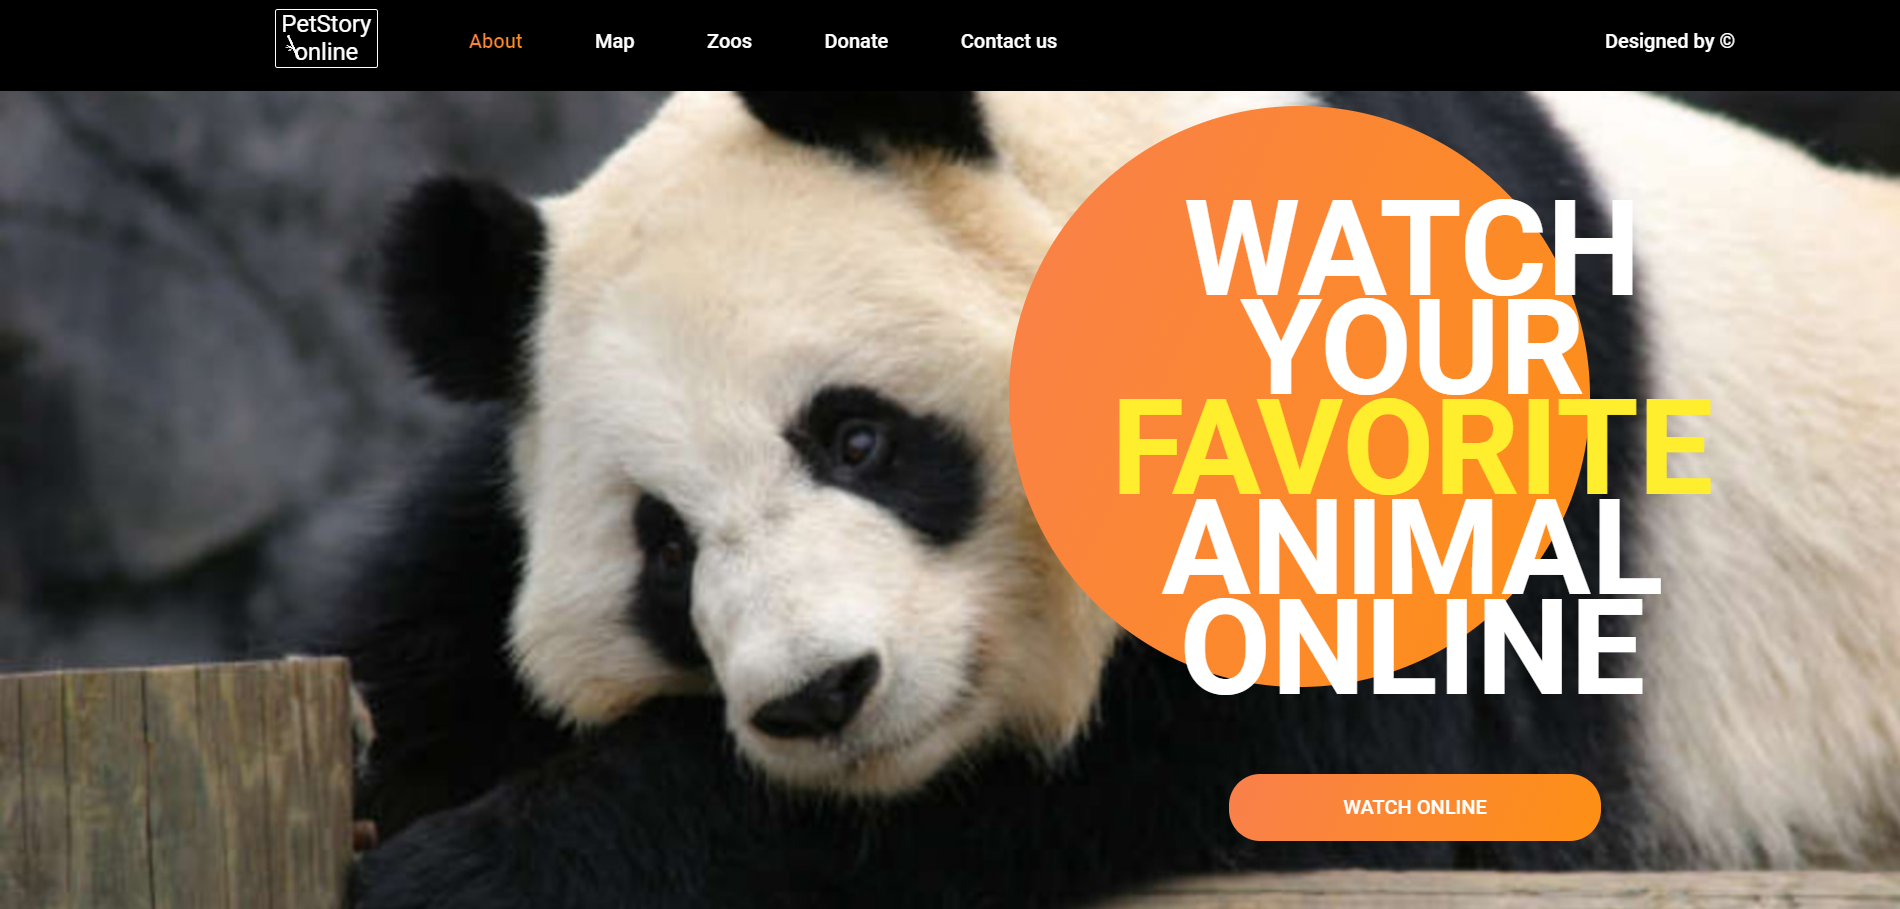 PetStory
online
About
Map
Zoos
Donate
Contact us
Designed by ©
WATCH
YOUR
FAVORITE
ANIMAL
ONLINE
WATCH ONLINE